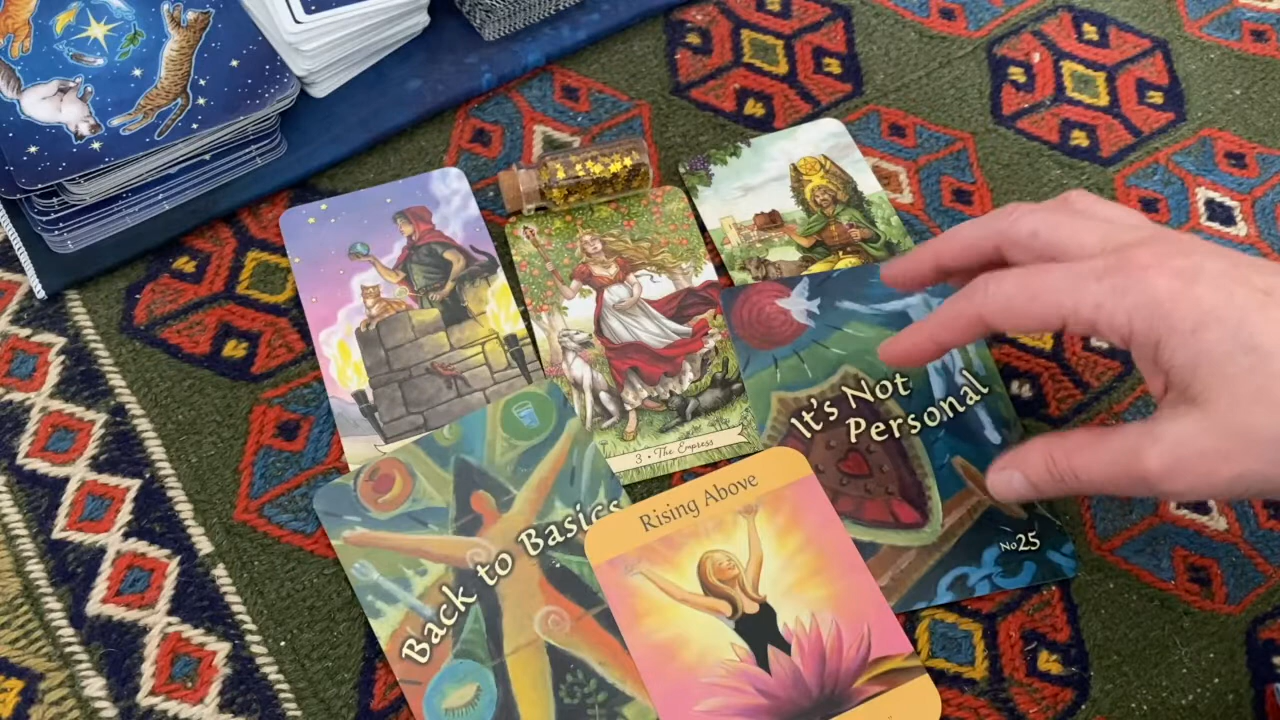 3 • The Empress
It's Not
Personal
No25
Back to Basics
Rising Above